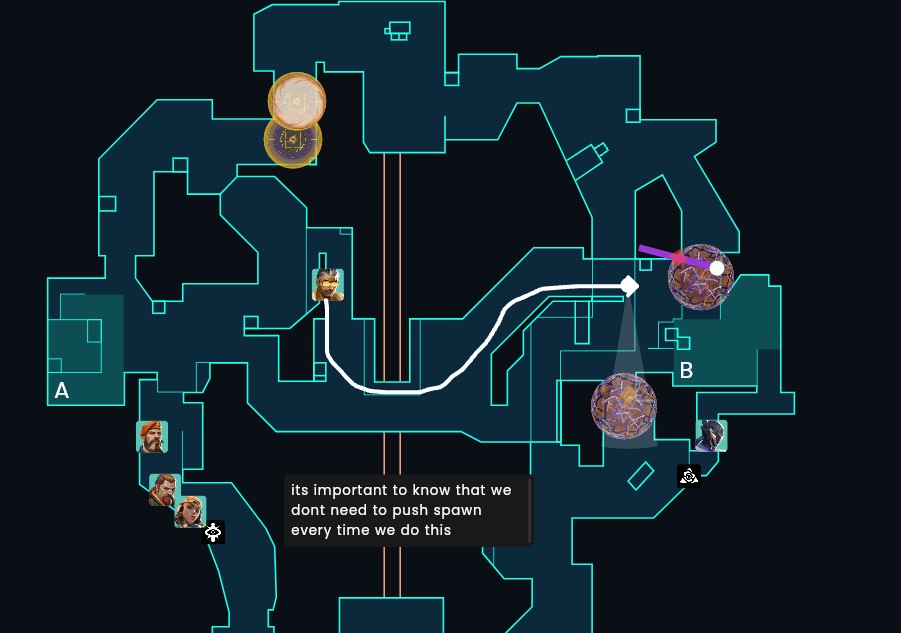 A
B
its important to know that we
dont need to push spawn
every time we do this